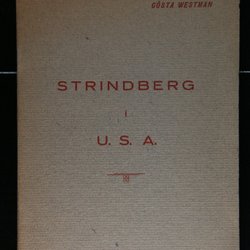 GÖSTA WESTMAN
STRINDBERG
I
U. S. A.